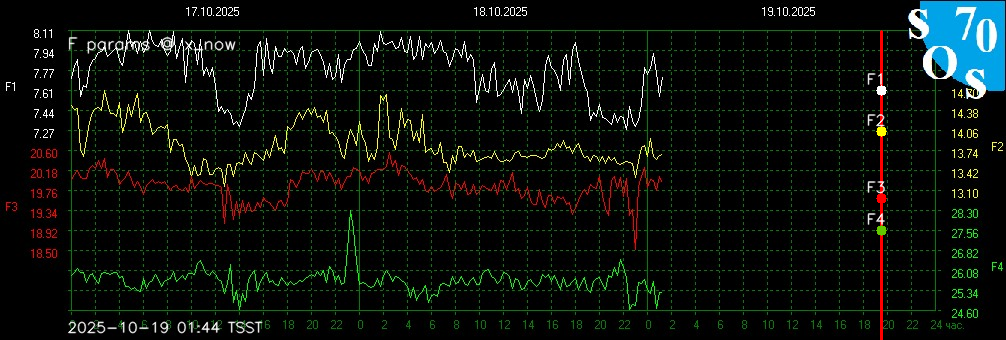 17.10.2025 18.10.2025 19.10.2025
SOS 70
F params @ x.now
F1
8.11
7.94
7.77
7.61
7.44
7.27
F3
20.60
20.18
19.76
19.34
18.92
18.50
F1
F2
F3
F4
14.38
14.06
13.74
13.42
13.10
F2
28.30
27.56
26.82
26.08
25.34
24.60
F4
2025-10-19 01:44 TSST
16 18 20 22 0 2 4 6 8 10 12 14 16 18 20 22 0 2 4 6 8 10 12 14 16 18 20 22 24 час.